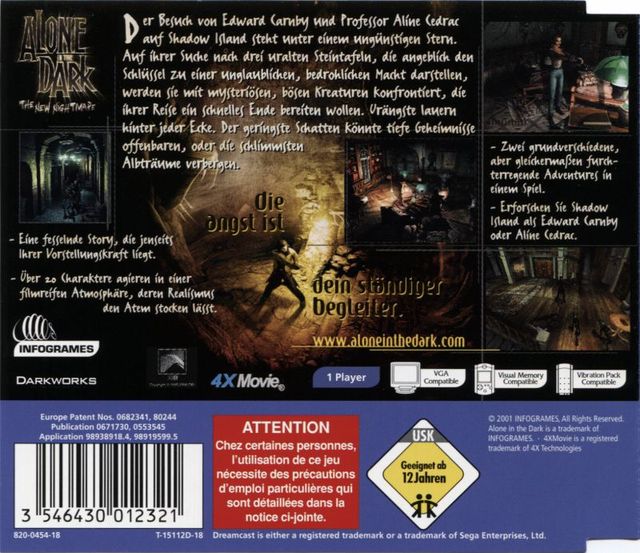 ALONE
IN THE
DARK
THE NEW NIGHTMARE
Der Besuch von Edward Carnby und Professor Aline Cedrac
auf Shadow Island steht unter einem ungünstigen Stern.
Auf ihrer Suche nach drei uralten Steintafeln, die angeblich den
Schlüssel zu einer unglaublichen, bedrohlichen Macht darstellen,
werden sie mit mysteriösen, bösen Kreaturen konfrontiert, die
ihrer Reise ein schnelles Ende bereiten wollen. Urängste lauern
hinter jeder Ecke. Der geringste Schatten könnte tiefe Geheimnisse
offenbaren, oder die schlimmsten
Albträume verbergen.
- Eine fesselnde Story, die jenseits
Ihrer Vorstellungskraft liegt.
- Über 20 Charaktere agieren in einer
filmreifen Atmosphäre, deren Realismus
den Atem stocken lässt.
die
angst ist
dein ständiger
begleiter.
www.aloneinthedark.com
- Zwei grundverschiedene,
aber gleichermaßen furch-
terregende Adventures in
einem Spiel.
- Erforschen Sie Shadow
Island als Edward Carnby
oder Aline Cedrac.
INFOGRAMES
DARKWORKS
4XMovie®
1 Player
VGA
Compatible
Visual Memory
Compatible
Vibration Pack
Compatible
Europe Patent Nos. 0682341, 80244
Publication 0671730, 0553545
Application 98938918.4, 98919599.5
3 546430 012321
820-0454-18
T-15112D-18
ATTENTION
Chez certaines personnes,
l'utilisation de ce jeu
nécessite des précautions
d'emploi particulières qui
sont détaillées dans la
notice ci-jointe.
USK
Geeignet ab
12 Jahren
© 2001 INFOGRAMES, All Rights Reserved.
Alone in the Dark is a trademark of
INFOGRAMES. · 4XMovie is a registered
trademark of 4X Technologies
Dreamcast is either a registered trademark or trademark of Sega Enterprises, Ltd.